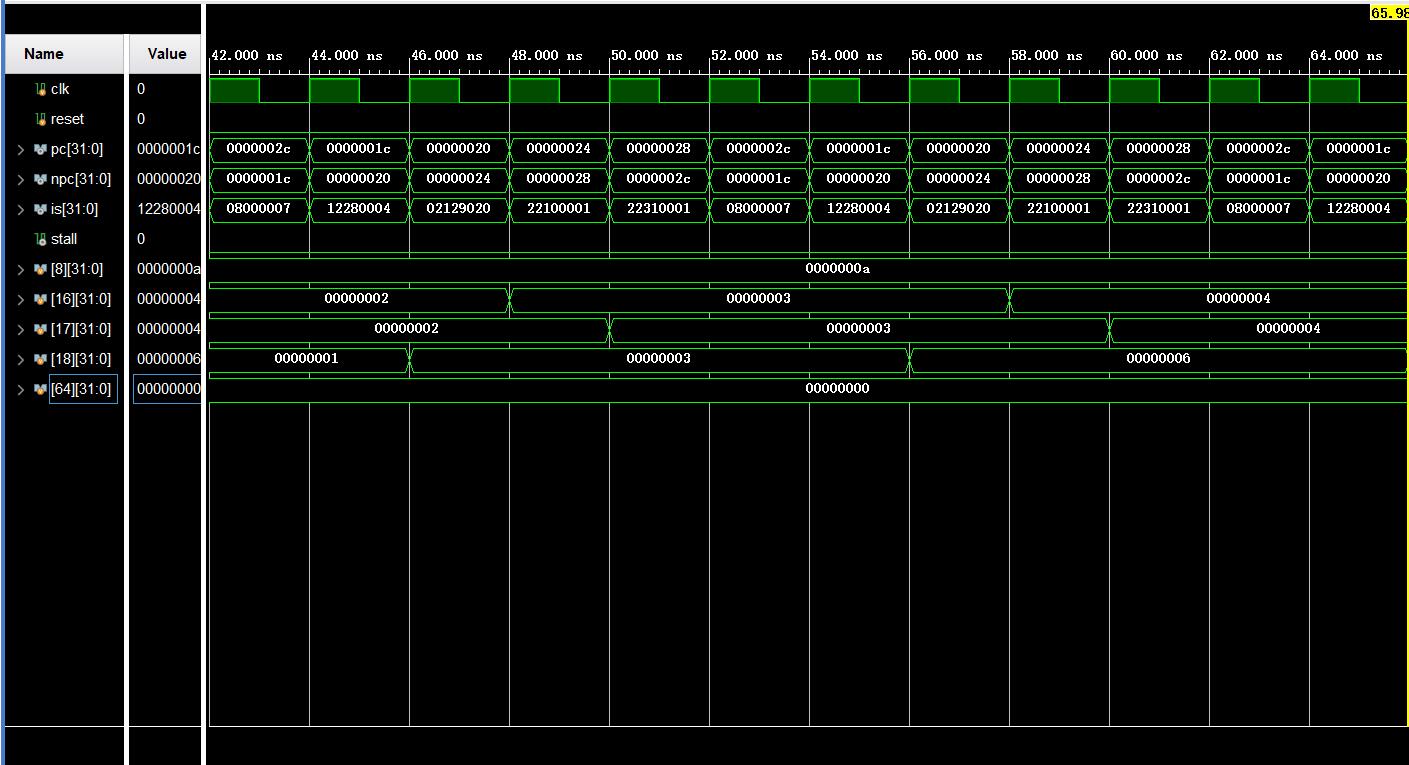 65.98
Name Value
42.000 ns 44.000 ns 46.000 ns 48.000 ns 50.000 ns 52.000 ns 54.000 ns 56.000 ns 58.000 ns 60.000 ns 62.000 ns 64.000 ns
clk 0
reset 0
pc[31:0] 0000001c 0000002c 0000001c 00000020 00000024 00000028 0000002c 0000001c 00000020 00000024 00000028 0000002c 0000001c
npc[31:0] 00000020 0000001c 00000020 00000024 00000028 0000002c 0000001c 00000020 00000024 00000028 0000002c 0000001c 00000020
is[31:0] 12280004 08000007 12280004 02129020 22100001 22310001 08000007 12280004 02129020 22100001 22310001 08000007 12280004
stall 0
[8][31:0] 0000000a 0000000a
[16][31:0] 00000004 00000002 00000003 00000004
[17][31:0] 00000004 00000002 00000003 00000004
[18][31:0] 00000006 00000001 00000003 00000006
[64][31:0] 00000000 00000000